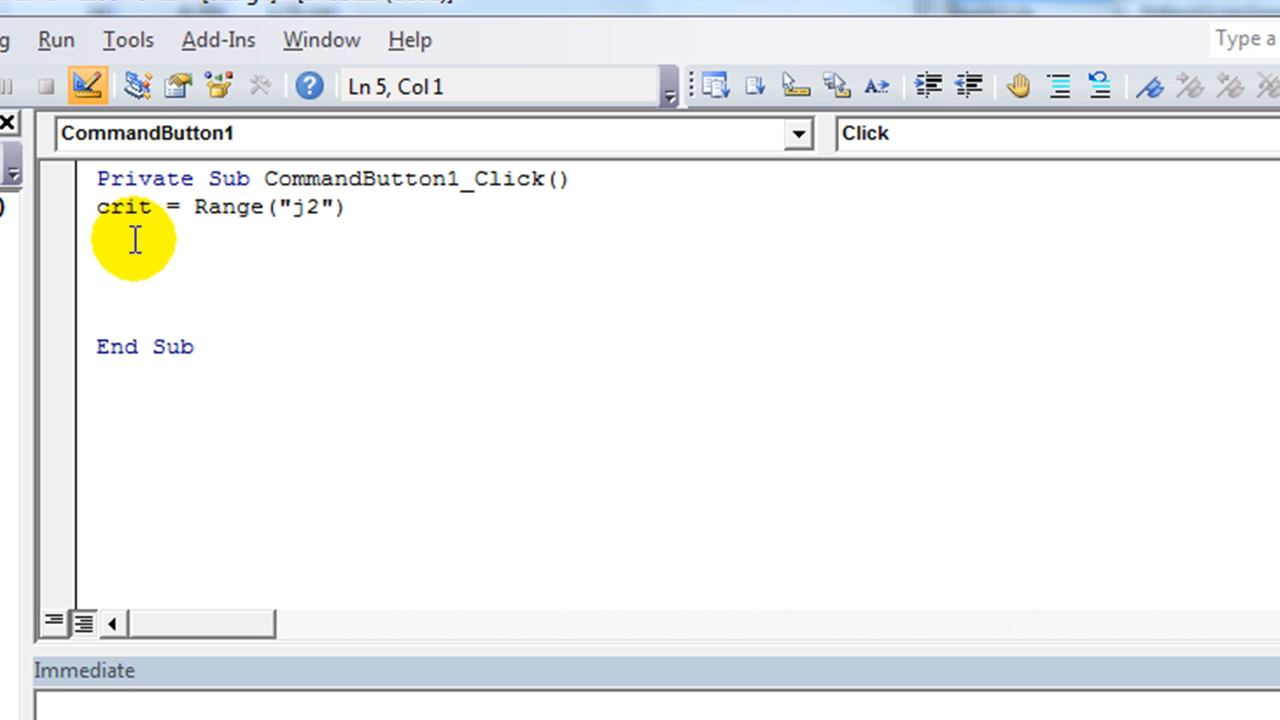 g Run Tools Add-Ins Window Help
Type a
Ln 5, Col 1
CommandButton1
Click
Private Sub CommandButton1_Click()
crit = Range("j2")
End Sub
Immediate